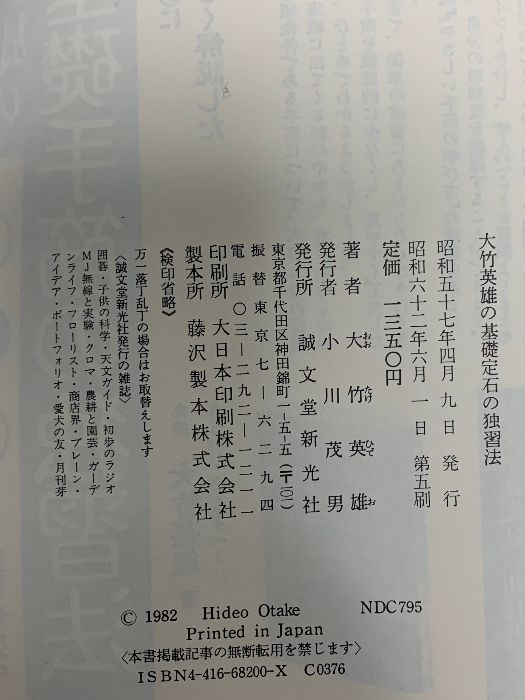 大竹英雄の基礎定石の独習法
昭和五十七年四月 九日 発 行
昭和六十二年六月 一日 第五刷
定価 一三五〇円
著 者 大竹英雄
おお たけ ひで お
発行者 小川茂男
発行所 誠文堂新光社
東京都千代田区神田錦町一−五−五(〒101)
振替東京七−六二九四
電話〇三−二九二−一二一一
印刷所 大日本印刷株式会社
製本所 藤沢製本株式会社
《検印省略》
万一落丁乱丁の場合はお取替えします
〈誠文堂新光社発行の雑誌〉
囲碁・子供の科学・天文ガイド・初歩のラジオ
MJ無線と実験・クロマ・農耕と園芸・ガーデ
ンライフ・フローリスト・商店界・ブレーン・
アイデア・ポートフォリオ・愛犬の友・月刊芽
© 1982 Hideo Otake NDC795
Printed in Japan
〈本書掲載記事の無断転用を禁じます〉
ISBN4-416-68200-X C0376